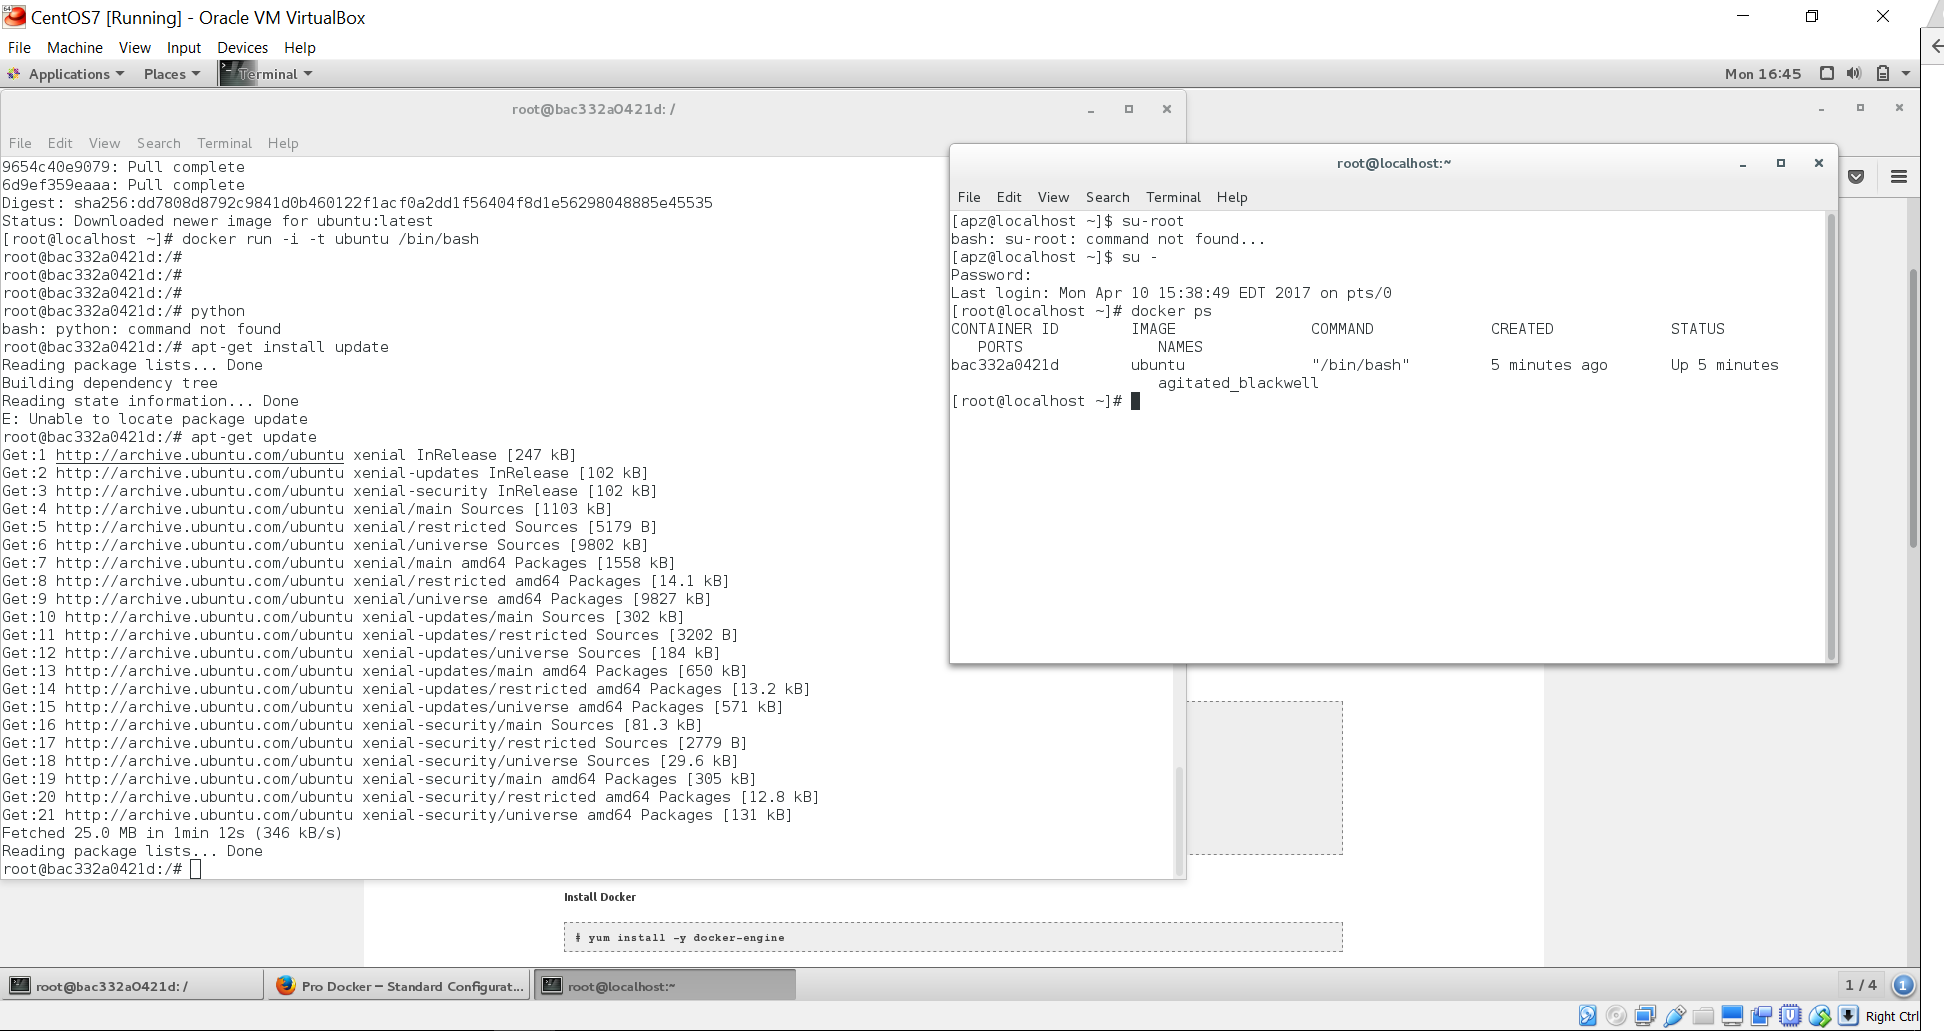 CentOS7 [Running] - Oracle VM VirtualBox
File Machine View Input Devices Help
Applications Places Terminal Mon 16:45
root@bac332a0421d: /
File Edit View Search Terminal Help
9654c40e9079: Pull complete
6d9ef359eaaa: Pull complete
Digest: sha256:dd7808d8792c9841d0b460122f1acf0a2dd1f56404f8d1e56298048885e45535
Status: Downloaded newer image for ubuntu:latest
[root@localhost ~]# docker run -i -t ubuntu /bin/bash
root@bac332a0421d:/#
root@bac332a0421d:/#
root@bac332a0421d:/#
root@bac332a0421d:/# python
bash: python: command not found
root@bac332a0421d:/# apt-get install update
Reading package lists... Done
Building dependency tree
Reading state information... Done
E: Unable to locate package update
root@bac332a0421d:/# apt-get update
Get:1 http://archive.ubuntu.com/ubuntu xenial InRelease [247 kB]
Get:2 http://archive.ubuntu.com/ubuntu xenial-updates InRelease [102 kB]
Get:3 http://archive.ubuntu.com/ubuntu xenial-security InRelease [102 kB]
Get:4 http://archive.ubuntu.com/ubuntu xenial/main Sources [1103 kB]
Get:5 http://archive.ubuntu.com/ubuntu xenial/restricted Sources [5179 B]
Get:6 http://archive.ubuntu.com/ubuntu xenial/universe Sources [9802 kB]
Get:7 http://archive.ubuntu.com/ubuntu xenial/main amd64 Packages [1558 kB]
Get:8 http://archive.ubuntu.com/ubuntu xenial/restricted amd64 Packages [14.1 kB]
Get:9 http://archive.ubuntu.com/ubuntu xenial/universe amd64 Packages [9827 kB]
Get:10 http://archive.ubuntu.com/ubuntu xenial-updates/main Sources [302 kB]
Get:11 http://archive.ubuntu.com/ubuntu xenial-updates/restricted Sources [3202 B]
Get:12 http://archive.ubuntu.com/ubuntu xenial-updates/universe Sources [184 kB]
Get:13 http://archive.ubuntu.com/ubuntu xenial-updates/main amd64 Packages [650 kB]
Get:14 http://archive.ubuntu.com/ubuntu xenial-updates/restricted amd64 Packages [13.2 kB]
Get:15 http://archive.ubuntu.com/ubuntu xenial-updates/universe amd64 Packages [571 kB]
Get:16 http://archive.ubuntu.com/ubuntu xenial-security/main Sources [81.3 kB]
Get:17 http://archive.ubuntu.com/ubuntu xenial-security/restricted Sources [2779 B]
Get:18 http://archive.ubuntu.com/ubuntu xenial-security/universe Sources [29.6 kB]
Get:19 http://archive.ubuntu.com/ubuntu xenial-security/main amd64 Packages [305 kB]
Get:20 http://archive.ubuntu.com/ubuntu xenial-security/restricted amd64 Packages [12.8 kB]
Get:21 http://archive.ubuntu.com/ubuntu xenial-security/universe amd64 Packages [131 kB]
Fetched 25.0 MB in 1min 12s (346 kB/s)
Reading package lists... Done
root@bac332a0421d:/#
root@localhost:~
File Edit View Search Terminal Help
[apz@localhost ~]$ su-root
bash: su-root: command not found...
[apz@localhost ~]$ su -
Password:
Last login: Mon Apr 10 15:38:49 EDT 2017 on pts/0
[root@localhost ~]# docker ps
CONTAINER ID IMAGE COMMAND CREATED STATUS
PORTS NAMES
bac332a0421d ubuntu "/bin/bash" 5 minutes ago Up 5 minutes
agitated_blackwell
[root@localhost ~]#
Install Docker
# yum install -y docker-engine
root@bac332a0421d: / Pro Docker – Standard Configurat... root@localhost:~ 1 / 4 1
Right Ctrl